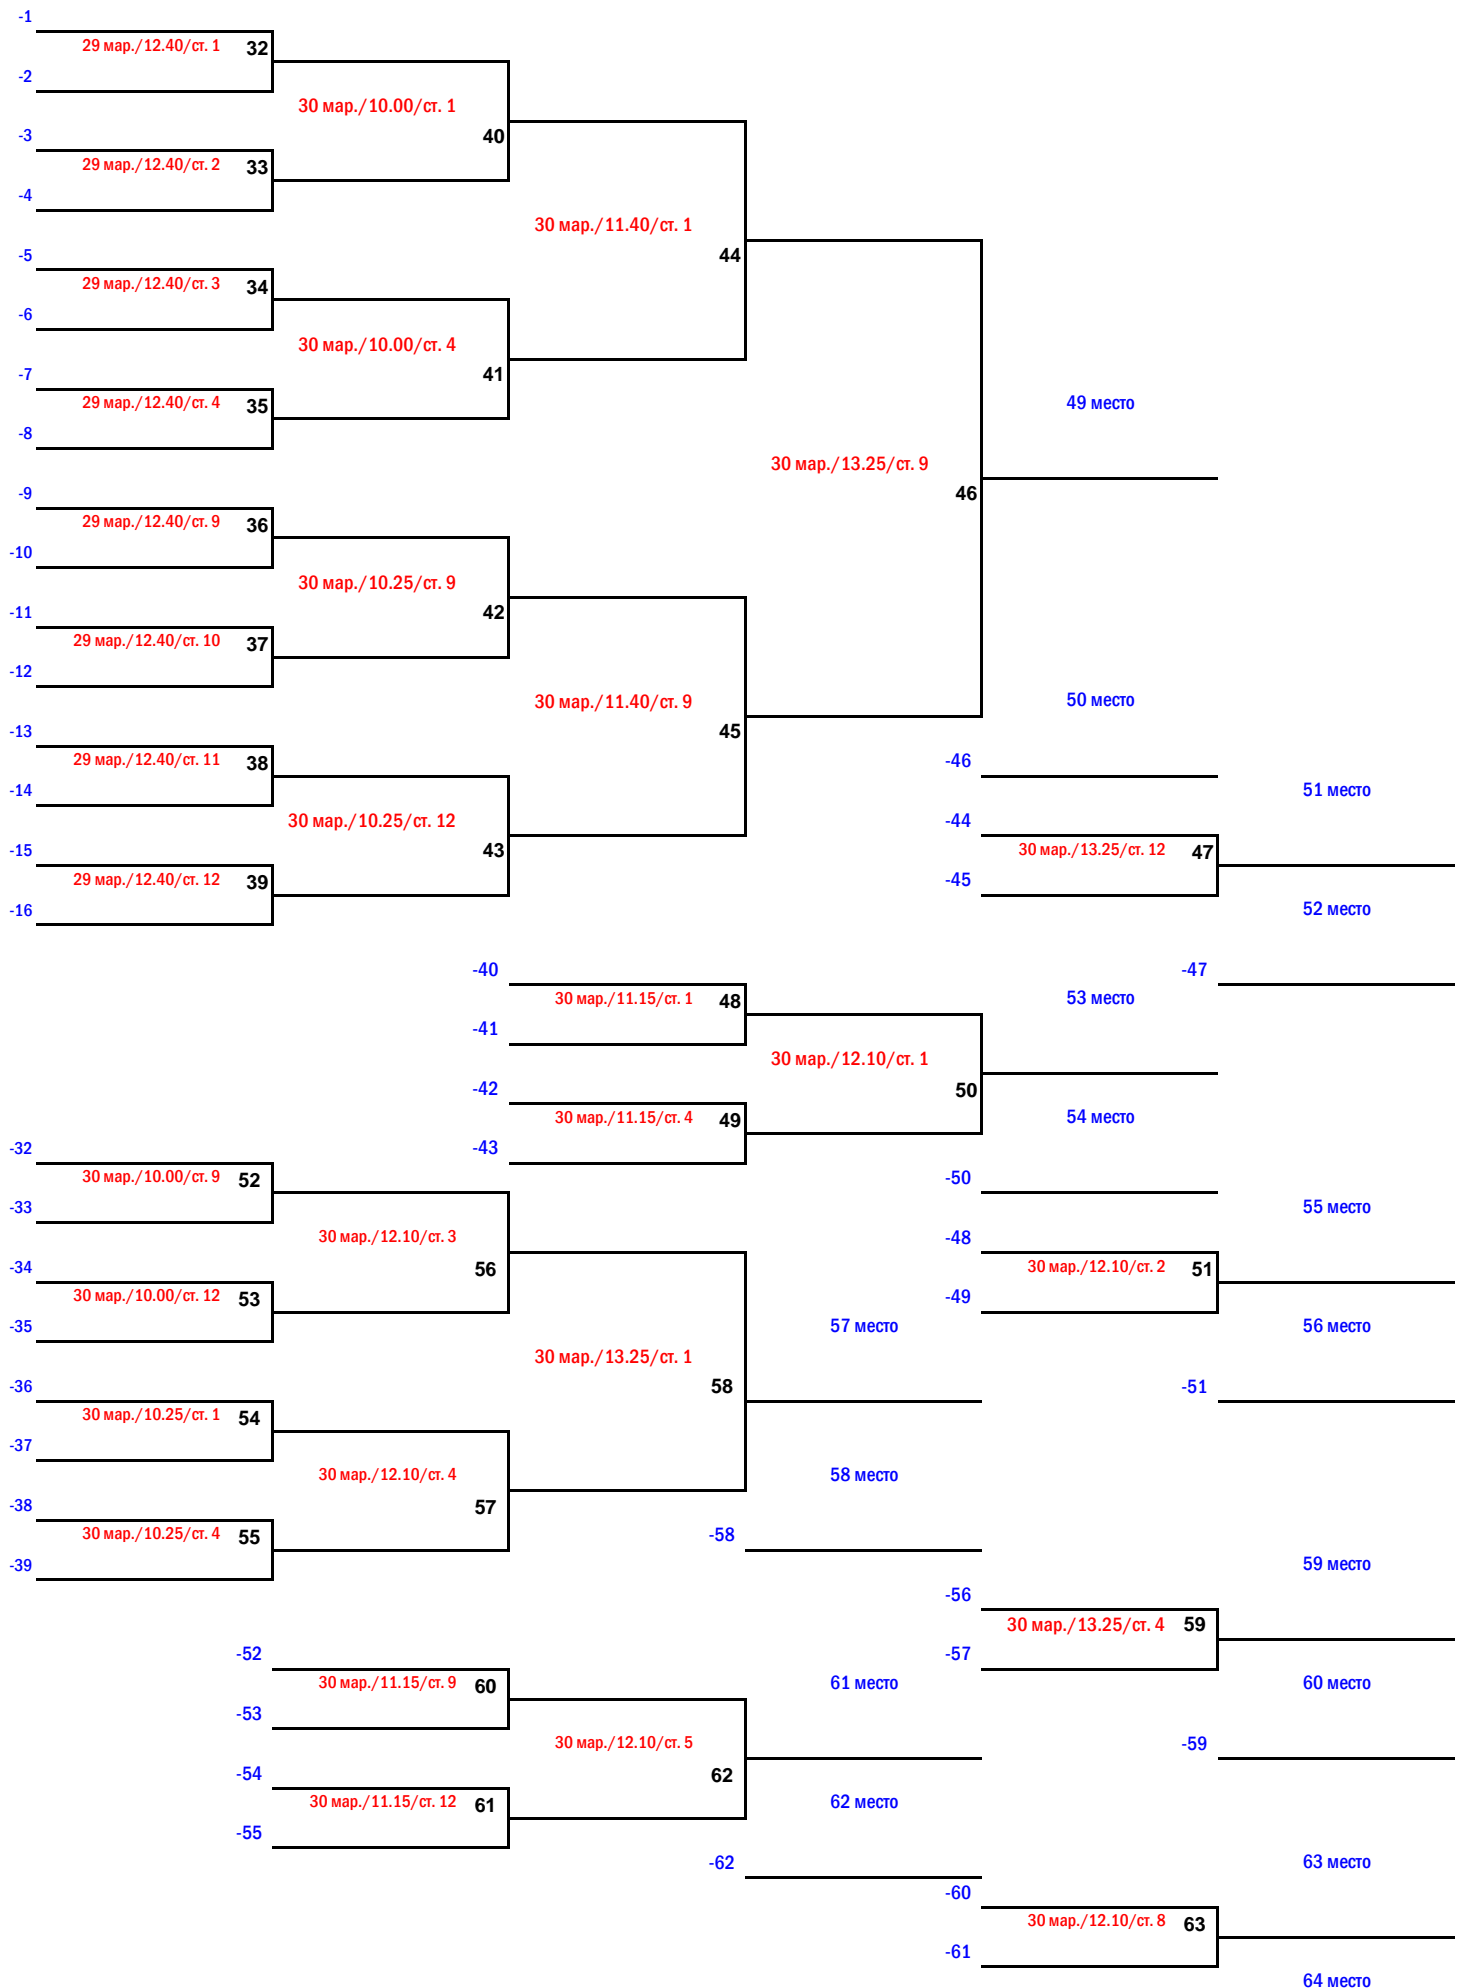 -1
29 мар./12.40/ст. 1 32
-2
30 мар./10.00/ст. 1
-3
40
29 мар./12.40/ст. 2 33
-4
30 мар./11.40/ст. 1
-5
44
29 мар./12.40/ст. 3 34
-6
30 мар./10.00/ст. 4
-7
41
29 мар./12.40/ст. 4 35
49 место
-8
30 мар./13.25/ст. 9
-9
46
29 мар./12.40/ст. 9 36
-10
30 мар./10.25/ст. 9
-11
42
29 мар./12.40/ст. 10 37
-12
30 мар./11.40/ст. 9
50 место
-13
45
29 мар./12.40/ст. 11 38
-46
-14
51 место
30 мар./10.25/ст. 12
-44
-15
43
30 мар./13.25/ст. 12 47
29 мар./12.40/ст. 12 39
-45
-16
52 место
-40
-47
30 мар./11.15/ст. 1 48
53 место
-41
30 мар./12.10/ст. 1
-42
50
30 мар./11.15/ст. 4 49
54 место
-32
-43
30 мар./10.00/ст. 9 52
-50
-33
55 место
30 мар./12.10/ст. 3
-48
-34
56
30 мар./12.10/ст. 2 51
30 мар./10.00/ст. 12 53
-49
-35
57 место
56 место
30 мар./13.25/ст. 1
-36
58
-51
30 мар./10.25/ст. 1 54
-37
30 мар./12.10/ст. 4
58 место
-38
57
30 мар./10.25/ст. 4 55
-58
-39
59 место
-56
30 мар./13.25/ст. 4 59
-52
-57
30 мар./11.15/ст. 9 60
61 место
60 место
-53
30 мар./12.10/ст. 5
-59
-54
62
30 мар./11.15/ст. 12 61
62 место
-55
-62
63 место
-60
30 мар./12.10/ст. 8 63
-61
64 место